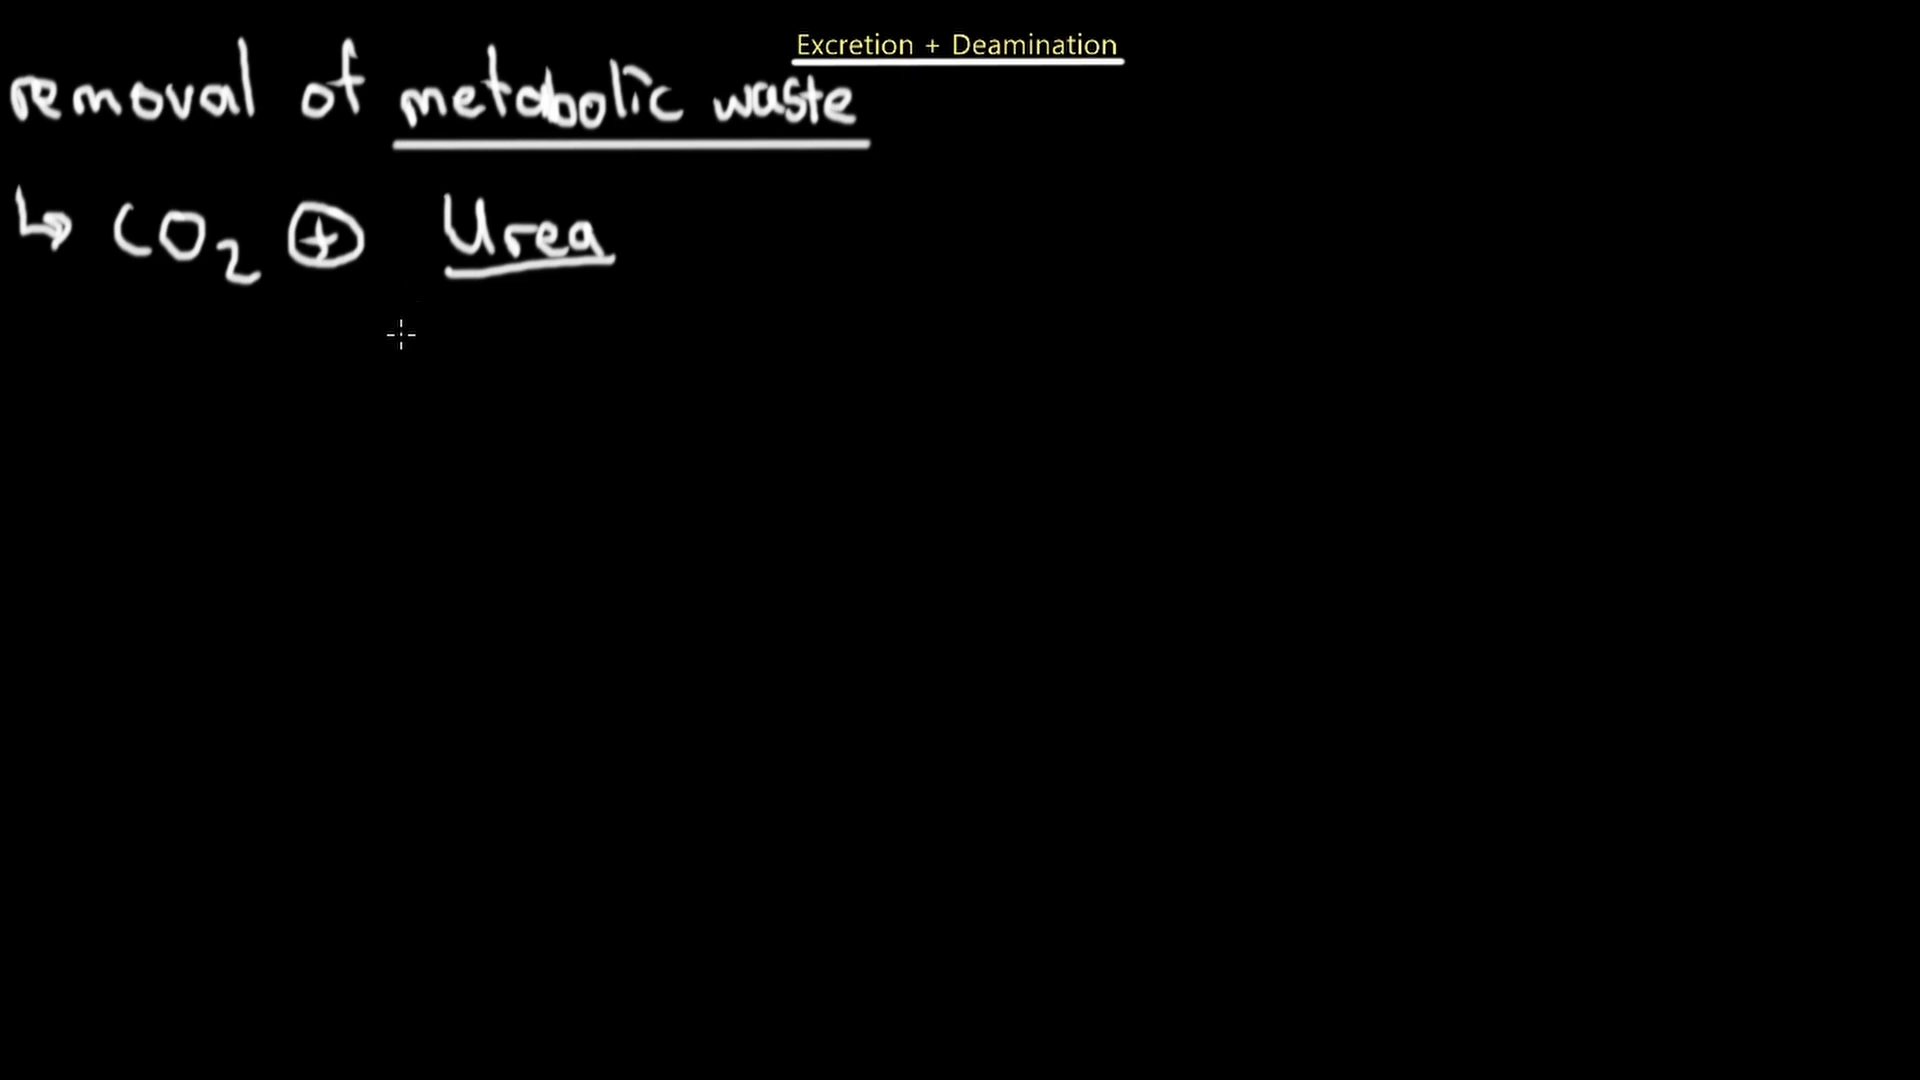 Excretion + Deamination
removal of metabolic waste
↳ CO₂ ⊕ Urea